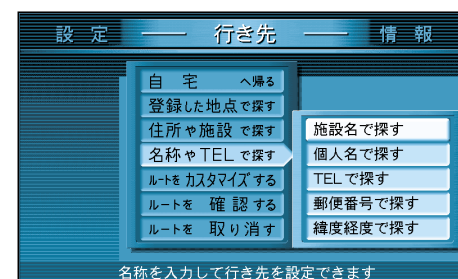 設定 行き先 情報
自宅へ帰る
登録した地点で探す
住所や施設で探す
名称やTELで探す
ルートをカスタマイズする
ルートを確認する
ルートを取り消す
施設名で探す
個人名で探す
TELで探す
郵便番号で探す
緯度経度で探す
名称を入力して行き先を設定できます